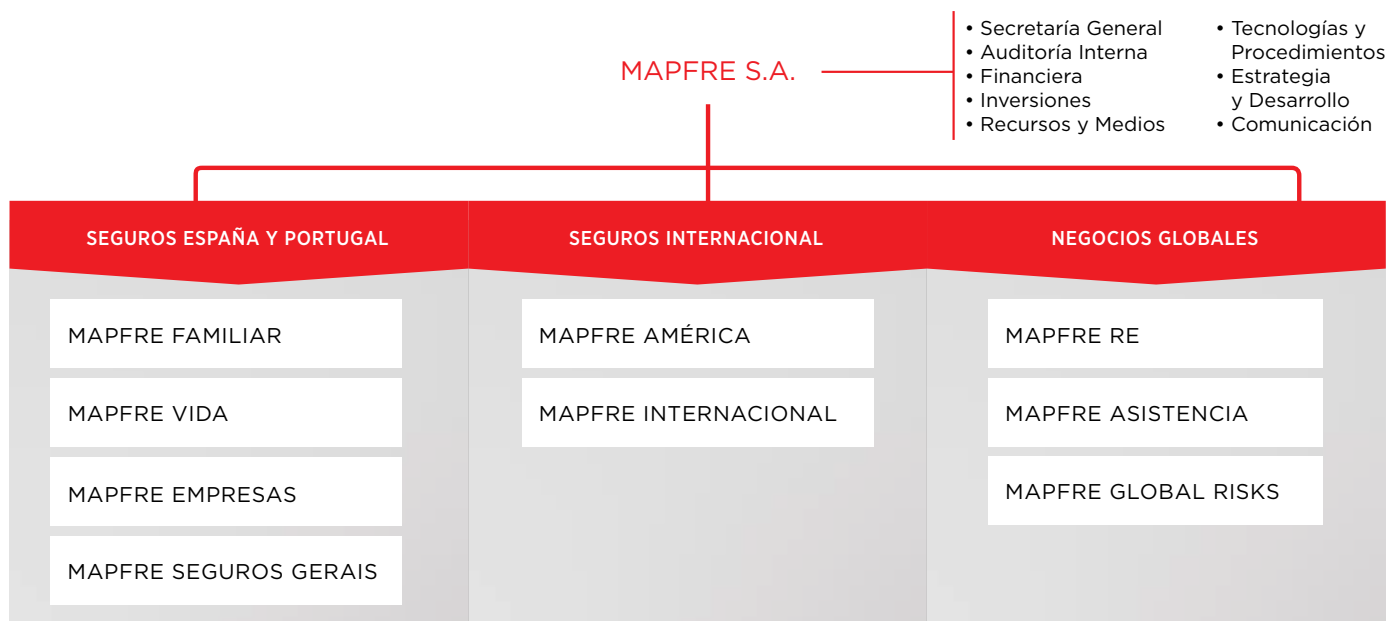 MAPFRE S.A.
• Secretaría General
• Auditoría Interna
• Financiera
• Inversiones
• Recursos y Medios
• Tecnologías y
Procedimientos
• Estrategia
y Desarrollo
• Comunicación
SEGUROS ESPAÑA Y PORTUGAL
MAPFRE FAMILIAR
MAPFRE VIDA
MAPFRE EMPRESAS
MAPFRE SEGUROS GERAIS
SEGUROS INTERNACIONAL
MAPFRE AMÉRICA
MAPFRE INTERNACIONAL
NEGOCIOS GLOBALES
MAPFRE RE
MAPFRE ASISTENCIA
MAPFRE GLOBAL RISKS